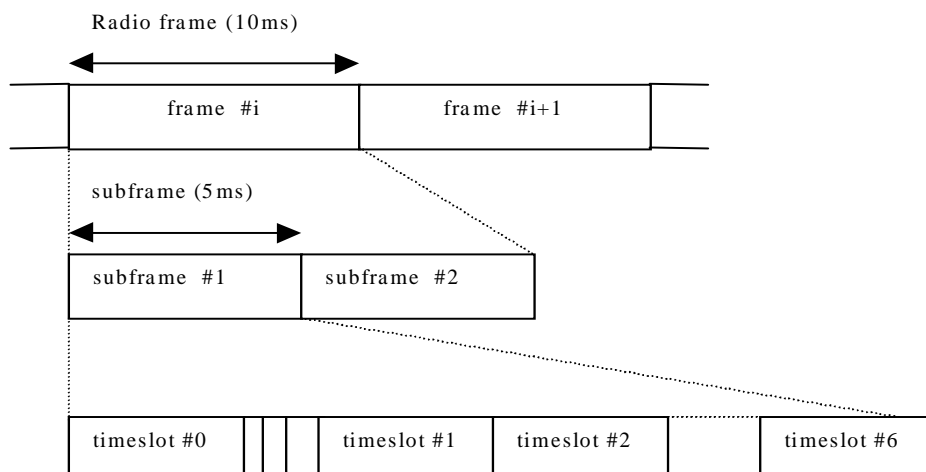 Radio frame (10ms)
frame #i
frame #i+1
subframe (5ms)
subframe #1
subframe #2
timeslot #0
timeslot #1
timeslot #2
timeslot #6